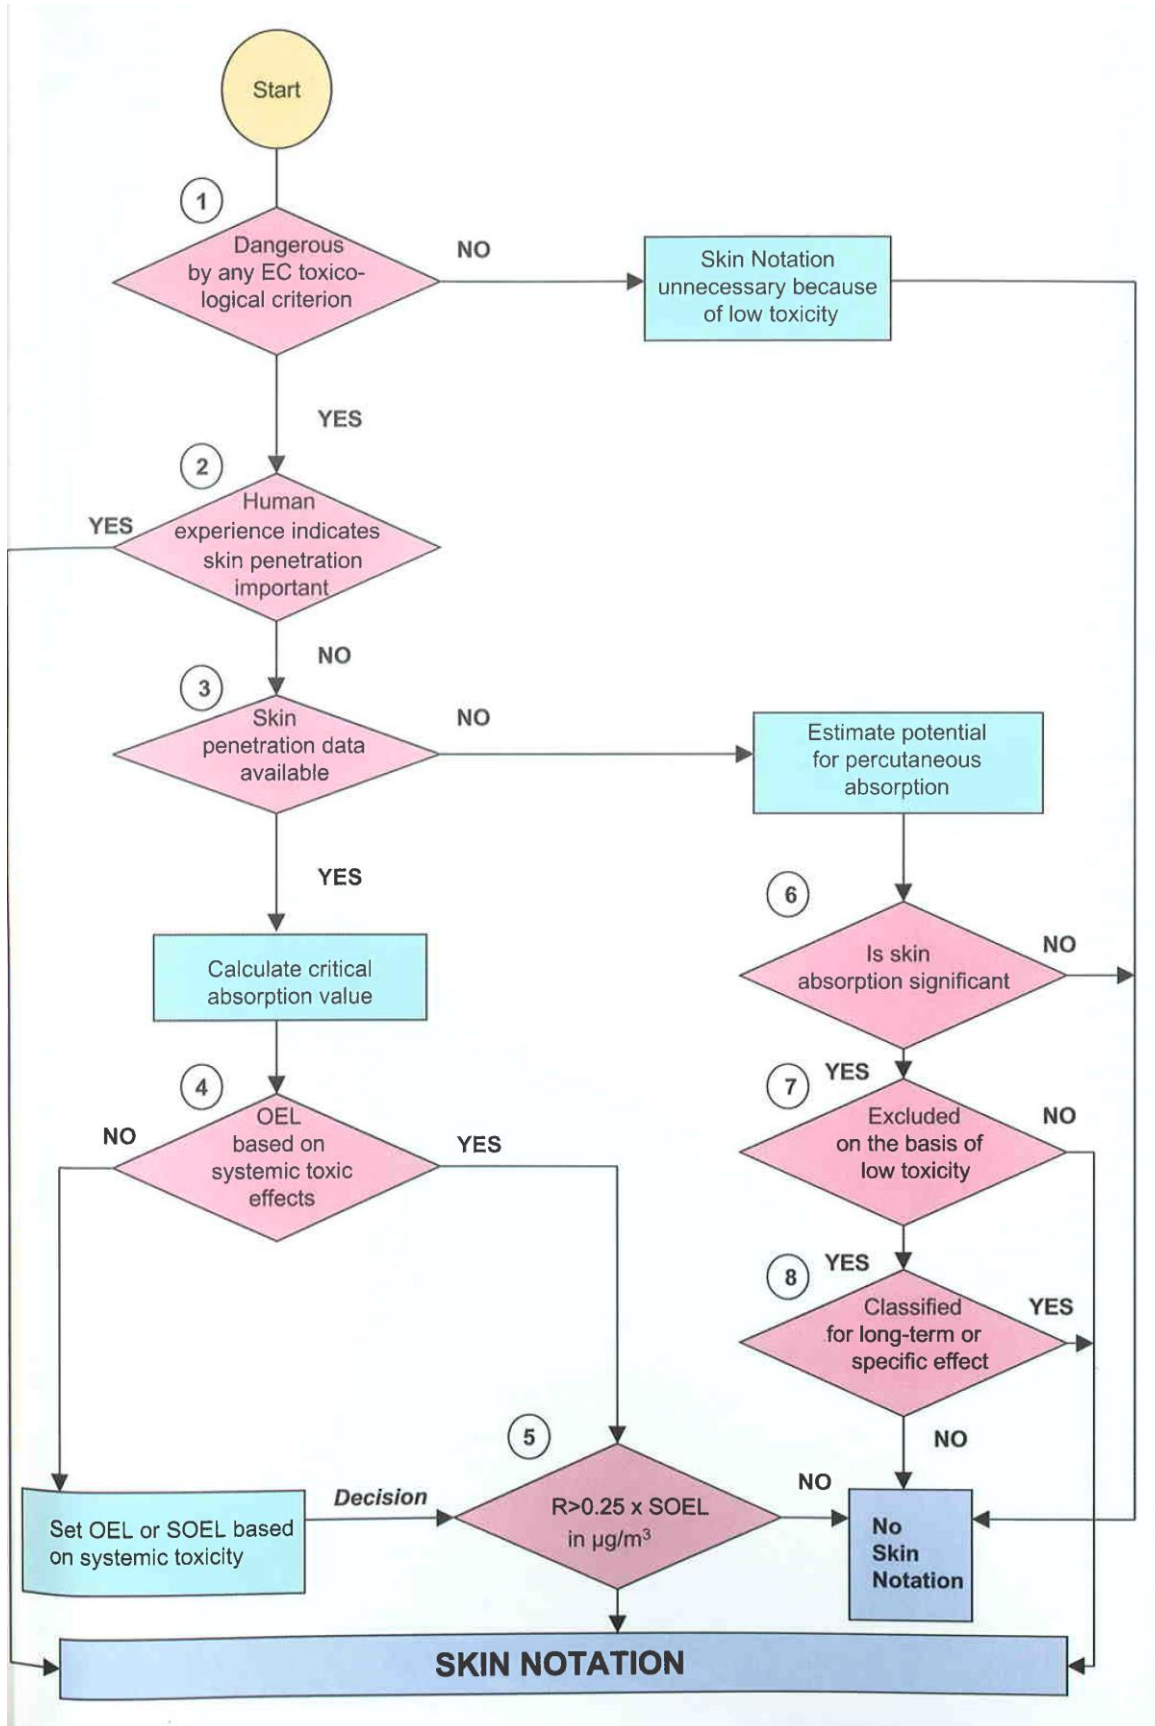 Start
1
Dangerous
by any EC toxico-
logical criterion
NO
Skin Notation
unnecessary because
of low toxicity
YES
2
Human
experience indicates
skin penetration
important
YES
NO
3
Skin
penetration data
available
NO
Estimate potential
for percutaneous
absorption
YES
Calculate critical
absorption value
6
Is skin
absorption significant
NO
YES
4
OEL
based on
systemic toxic
effects
NO
YES
7
Excluded
on the basis of
low toxicity
NO
YES
8
Classified
for long-term or
specific effect
YES
NO
Set OEL or SOEL based
on systemic toxicity
Decision
5
R>0.25 x SOEL
in µg/m³
NO
No
Skin
Notation
SKIN NOTATION